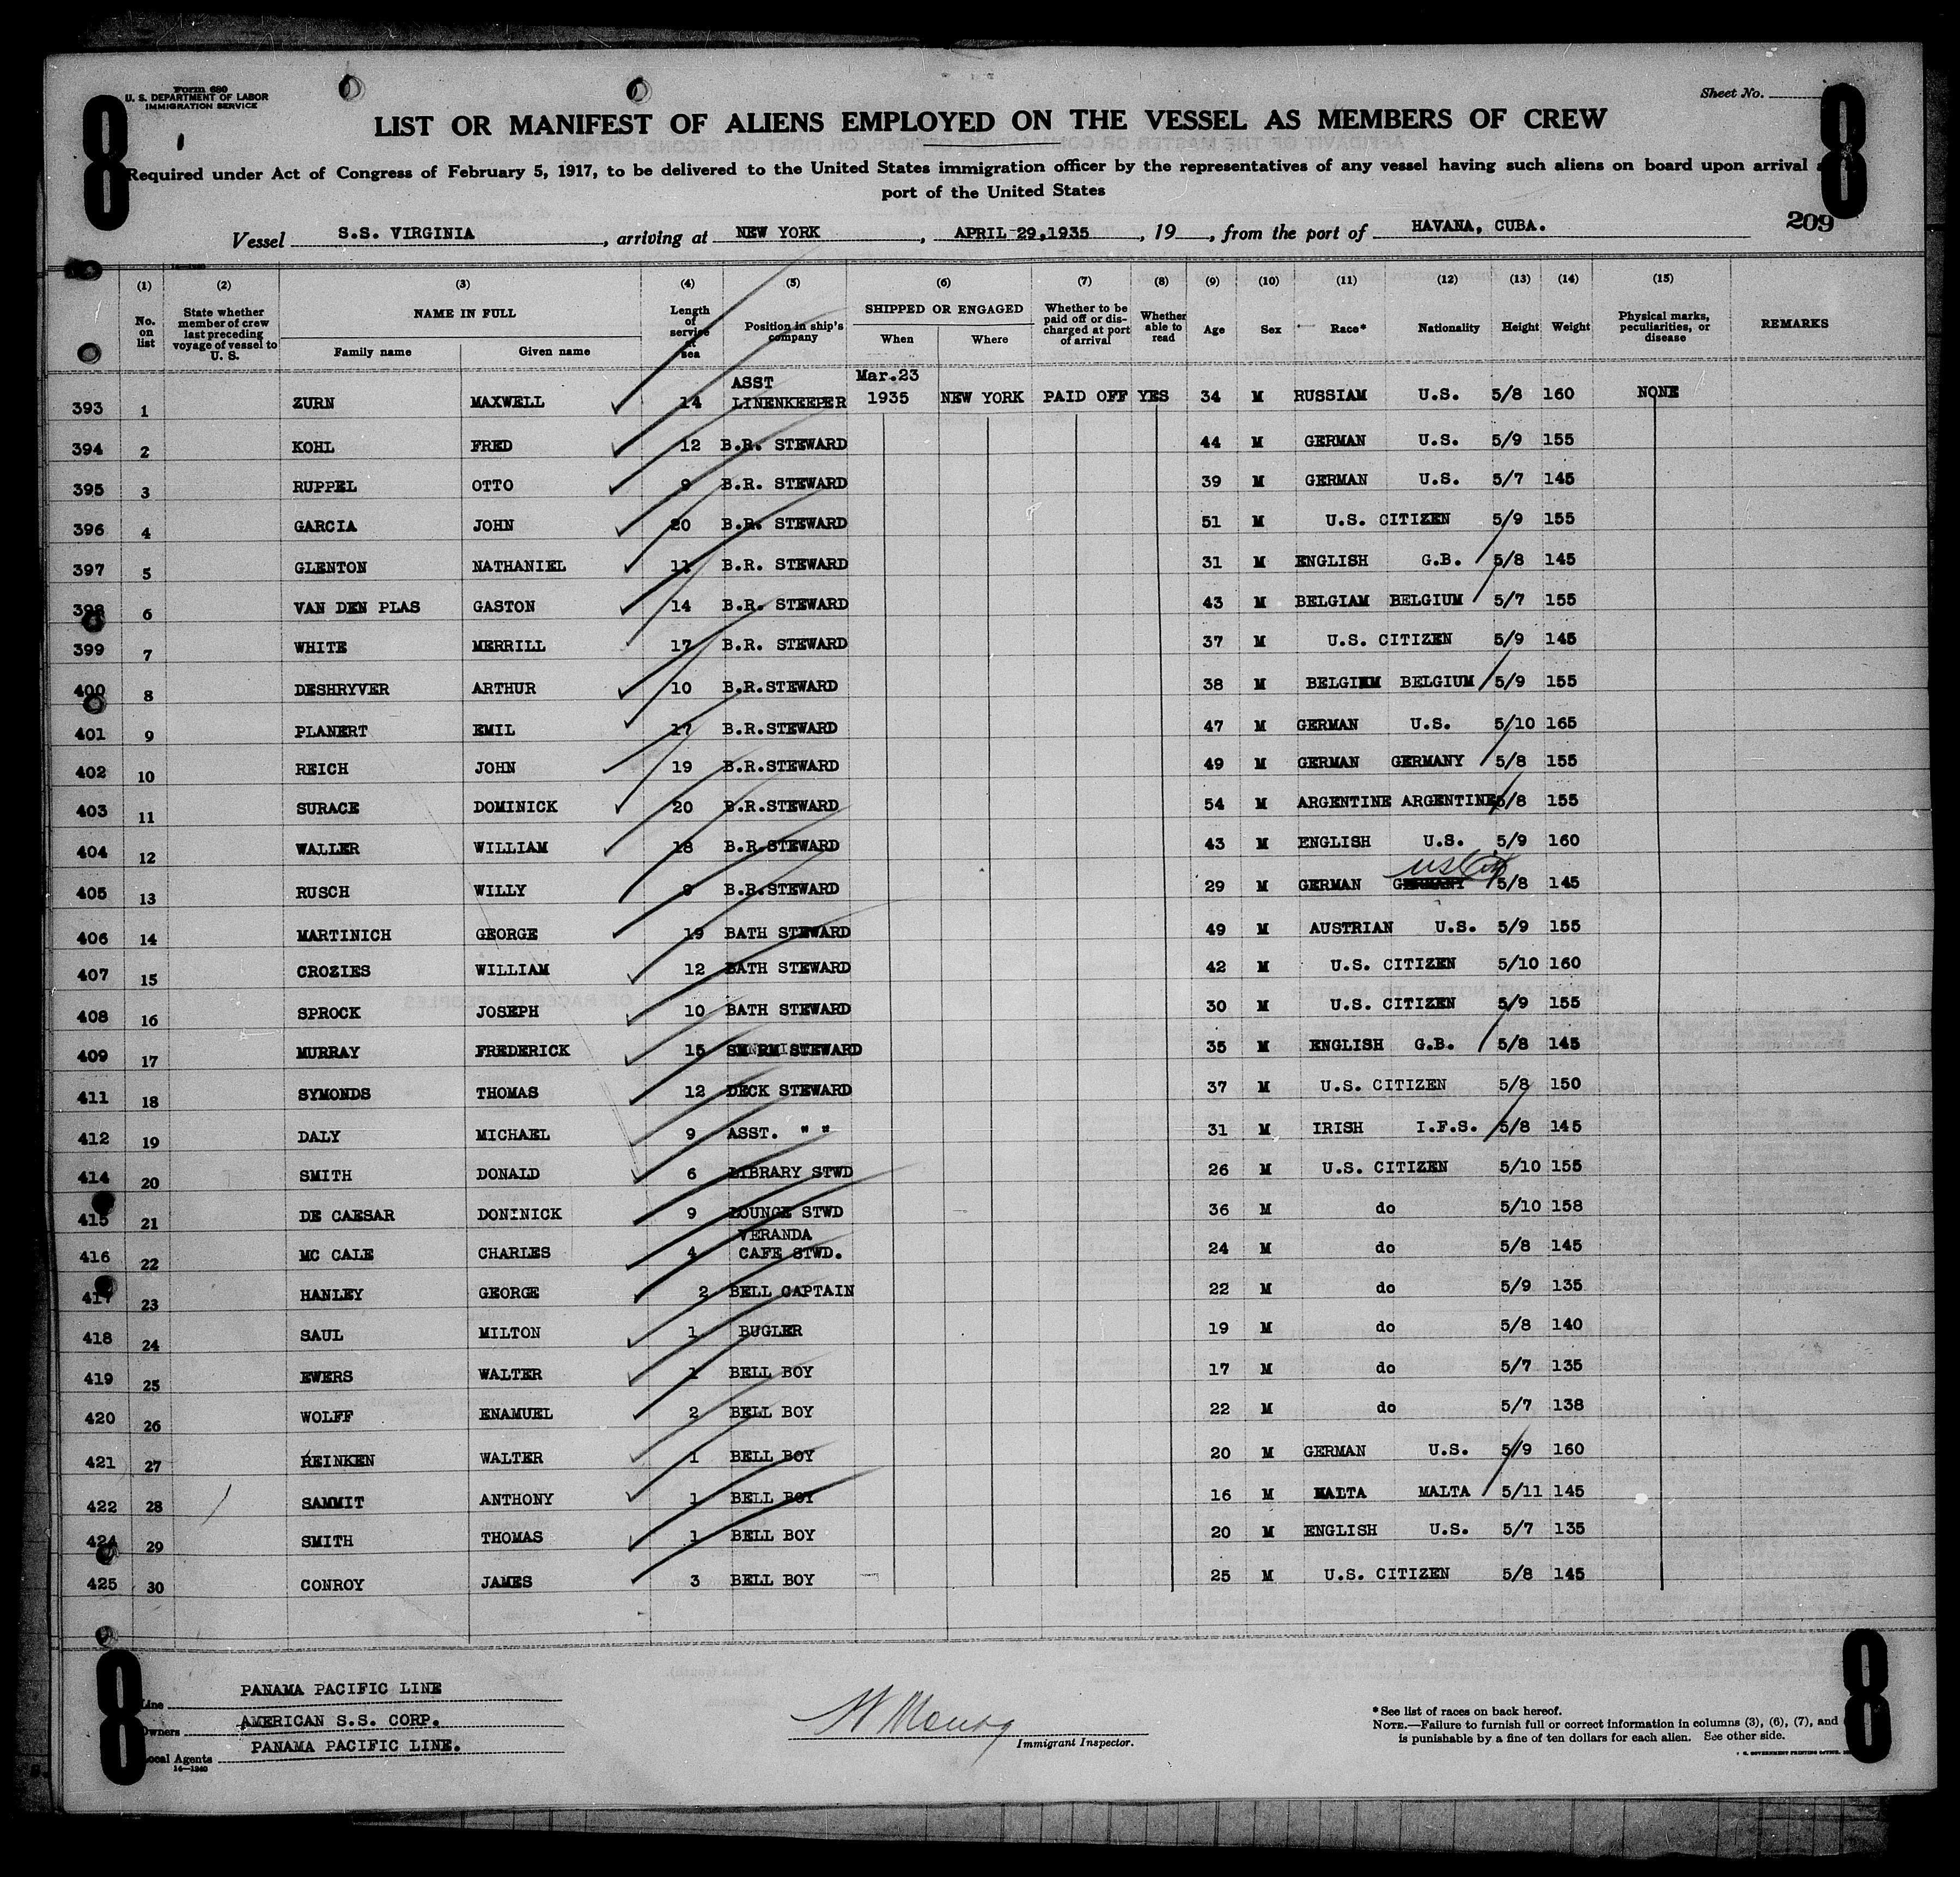 Form 680
U. S. DEPARTMENT OF LABOR
IMMIGRATION SERVICE
Sheet No.
8 8
LIST OR MANIFEST OF ALIENS EMPLOYED ON THE VESSEL AS MEMBERS OF CREW
Required under Act of Congress of February 5, 1917, to be delivered to the United States immigration officer by the representatives of any vessel having such aliens on board upon arrival
port of the United States
209
Vessel S.S. VIRGINIA, arriving at NEW YORK, APRIL 29,1935, 19, from the port of HAVANA, CUBA.
(1) (2) (3) (4) (5) (6) (7) (8) (9) (10) (11) (12) (13) (14) (15)
No. on list
State whether member of crew last preceding voyage of vessel to U. S.
NAME IN FULL
Family name
Given name
Length of service at sea
Position in ship's company
SHIPPED OR ENGAGED
When
Where
Whether to be paid off or discharged at port of arrival
Whether able to read
Age
Sex
Race*
Nationality
Height
Weight
Physical marks, peculiarities, or disease
REMARKS
393 1 ZURN MAXWELL 14 ASST LINENKEEPER Mar.23 1935 NEW YORK PAID OFF YES 34 M RUSSIAM U.S. 5/8 160 NONE
394 2 KOHL FRED 12 B.R. STEWARD 44 M GERMAN U.S. 5/9 155
395 3 RUPPEL OTTO 9 B.R. STEWARD 39 M GERMAN U.S. 5/7 145
396 4 GARCIA JOHN 20 B.R. STEWARD 51 M U.S. CITIZEN 5/9 155
397 5 GLENTON NATHANIEL 11 B.R. STEWARD 31 M ENGLISH G.B. 5/8 145
398 6 VAN DEN PLAS GASTON 14 B.R. STEWARD 43 M BELGIAM BELGIUM 5/7 155
399 7 WHITE MERRILL 17 B.R. STEWARD 37 M U.S. CITIZEN 5/9 145
400 8 DESHRYVER ARTHUR 10 B.R.STEWARD 38 M BELGIUM BELGIUM 5/9 155
401 9 PLANERT EMIL 17 B.R.STEWARD 47 M GERMAN U.S. 5/10 165
402 10 REICH JOHN 19 B.R.STEWARD 49 M GERMAN GERMANY 5/8 155
403 11 SURACE DOMINICK 20 B.R.STEWARD 54 M ARGENTINE ARGENTINE 5/8 155
404 12 WALLER WILLIAM 18 B.R.STEWARD 43 M ENGLISH U.S. 5/9 160
405 13 RUSCH WILLY 9 B.R.STEWARD 29 M GERMAN GERMANY US Cit 5/8 145
406 14 MARTINICH GEORGE 19 BATH STEWARD 49 M AUSTRIAN U.S. 5/9 155
407 15 CROZIES WILLIAM 12 BATH STEWARD 42 M U.S. CITIZEN 5/10 160
408 16 SPROCK JOSEPH 10 BATH STEWARD 30 M U.S. CITIZEN 5/9 155
409 17 MURRAY FREDERICK 15 SM RM STEWARD 35 M ENGLISH G.B. 5/8 145
411 18 SYMONDS THOMAS 12 DECK STEWARD 37 M U.S. CITIZEN 5/8 150
412 19 DALY MICHAEL 9 ASST. " " 31 M IRISH I.F.S. 5/8 145
414 20 SMITH DONALD 6 LIBRARY STWD 26 M U.S. CITIZEN 5/10 155
415 21 DE CAESAR DONINICK 9 LOUNGE STWD 36 M do 5/10 158
416 22 MC CALE CHARLES 4 VERANDA CAFE STWD. 24 M do 5/8 145
417 23 HANLEY GEORGE 2 BELL CAPTAIN 22 M do 5/9 135
418 24 SAUL MILTON 1 BUGLER 19 M do 5/8 140
419 25 EWERS WALTER 1 BELL BOY 17 M do 5/7 135
420 26 WOLFF ENAMUEL 2 BELL BOY 22 M do 5/7 138
421 27 REINKEN WALTER 1 BELL BOY 20 M GERMAN U.S. 5/9 160
422 28 SAMMIT ANTHONY 1 BELL BOY 16 M MALTA MALTA 5/11 145
424 29 SMITH THOMAS 1 BELL BOY 20 M ENGLISH U.S. 5/7 135
425 30 CONROY JAMES 3 BELL BOY 25 M U.S. CITIZEN 5/8 145
8 8
Line PANAMA PACIFIC LINE
Owners AMERICAN S.S. CORP.
Local Agents PANAMA PACIFIC LINE.
14—1240
Immigrant Inspector.
*See list of races on back hereof.
NOTE.—Failure to furnish full or correct information in columns (3), (6), (7), and
is punishable by a fine of ten dollars for each alien. See other side.
U. S. GOVERNMENT PRINTING OFFICE